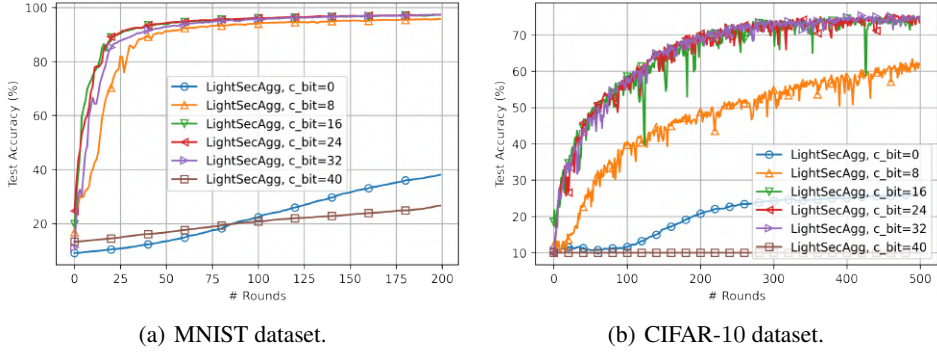 100
80
60
40
20
Test Accuracy (%)
LightSecAgg, c_bit=0
LightSecAgg, c_bit=8
LightSecAgg, c_bit=16
LightSecAgg, c_bit=24
LightSecAgg, c_bit=32
LightSecAgg, c_bit=40
0 25 50 75 100 125 150 175 200
# Rounds
(a) MNIST dataset.
70
60
50
40
30
20
10
Test Accuracy (%)
LightSecAgg, c_bit=0
LightSecAgg, c_bit=8
LightSecAgg, c_bit=16
LightSecAgg, c_bit=24
LightSecAgg, c_bit=32
LightSecAgg, c_bit=40
0 100 200 300 400 500
# Rounds
(b) CIFAR-10 dataset.